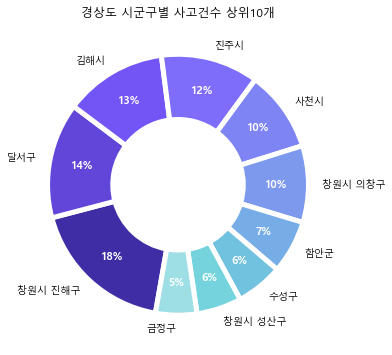 경상도 시군구별 사고건수 상위10개
진주시
12%
김해시
13%
사천시
10%
달서구
14%
창원시 의창구
10%
함안군
7%
창원시 진해구
18%
수성구
6%
창원시 성산구
6%
금정구
5%